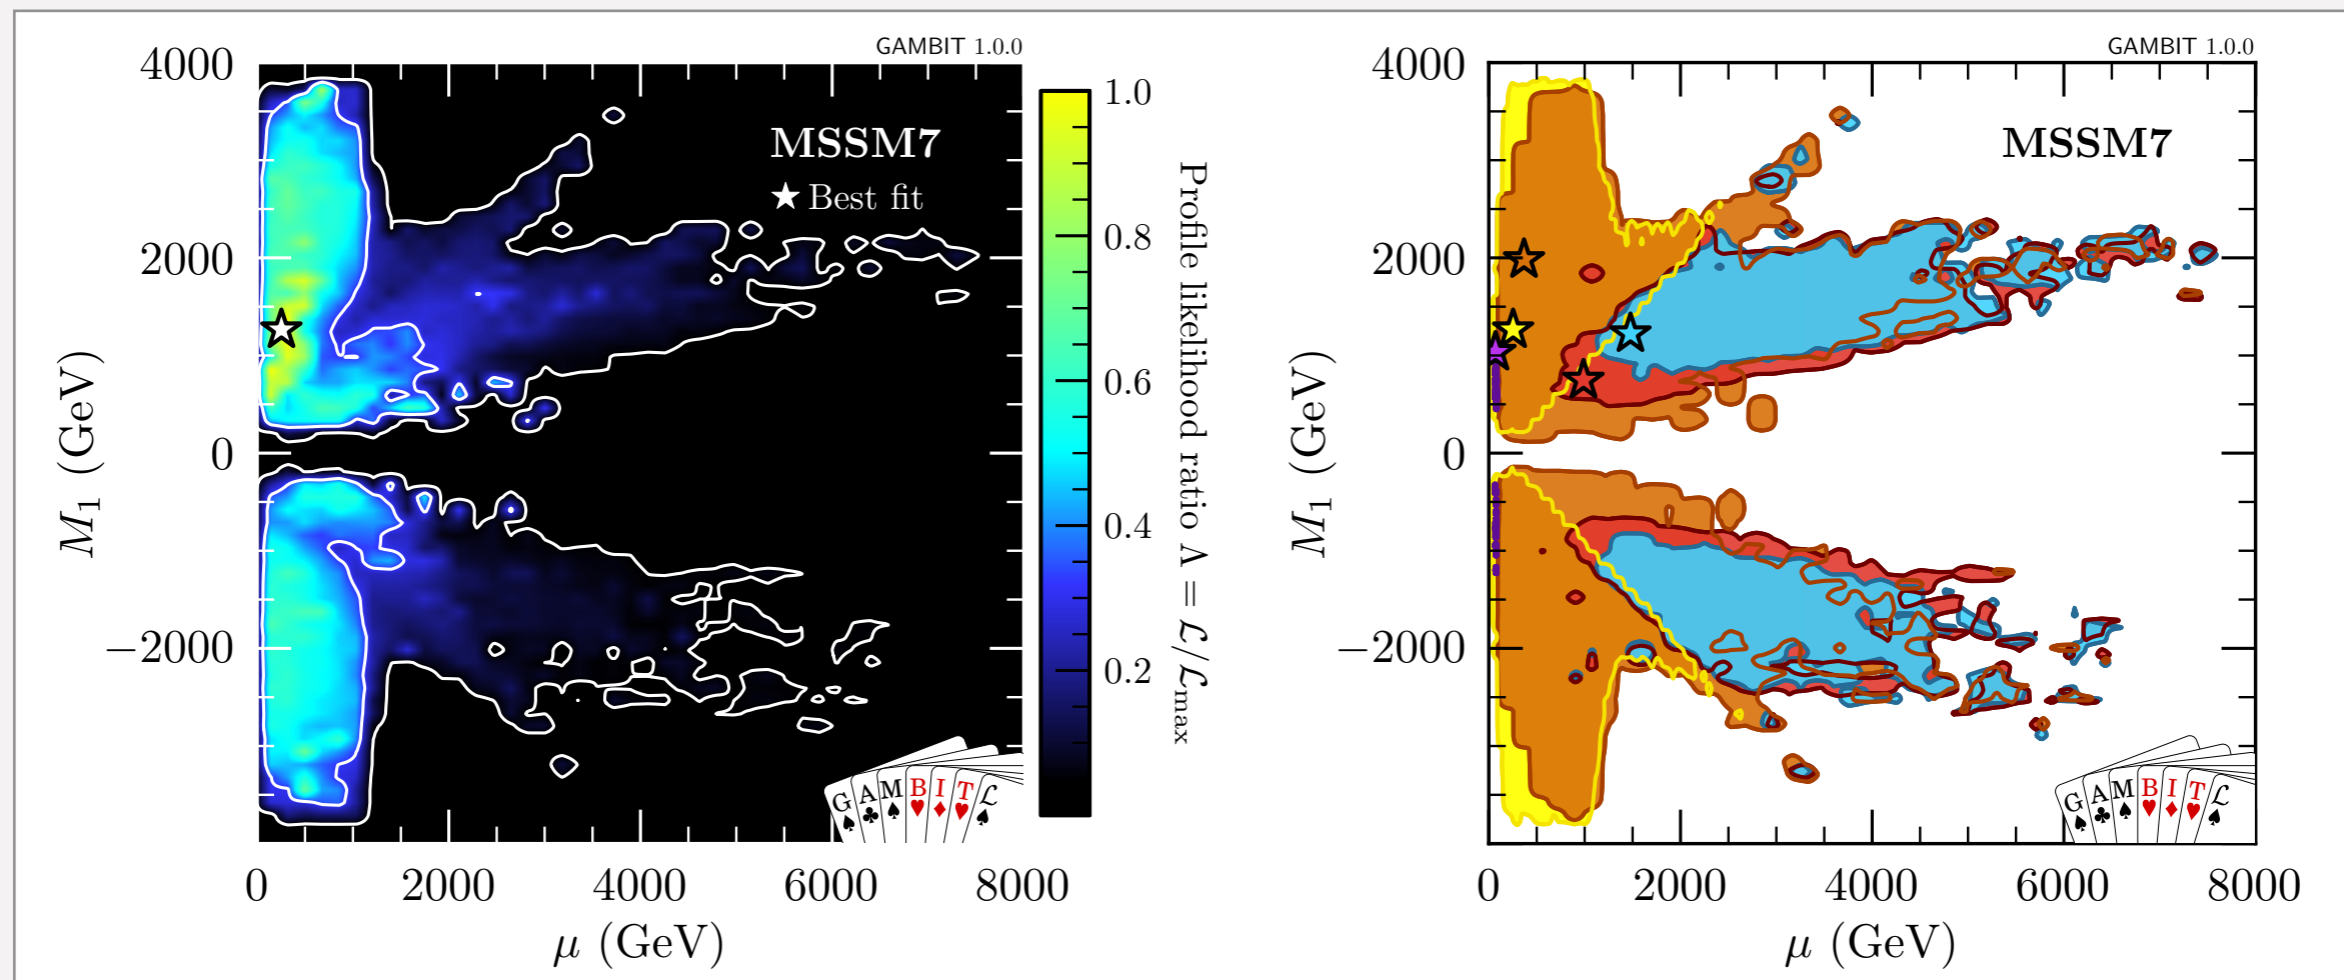 GAMBIT 1.0.0
MSSM7
★ Best fit
4000
2000
0
−2000
M₁ (GeV)
0 2000 4000 6000 8000
μ (GeV)
G A M B I T ℒ
1.0
0.8
0.6
0.4
0.2
Profile likelihood ratio Λ = ℒ/ℒmax
GAMBIT 1.0.0
MSSM7
4000
2000
0
−2000
M₁ (GeV)
0 2000 4000 6000 8000
μ (GeV)
G A M B I T ℒ